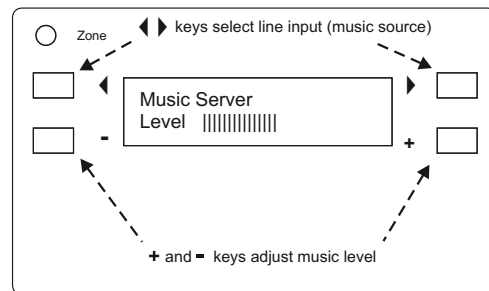 Zone
◀ ▶ keys select line input (music source)
◀ ▶
Music Server
Level |||||||||||||||
- +
+ and - keys adjust music level